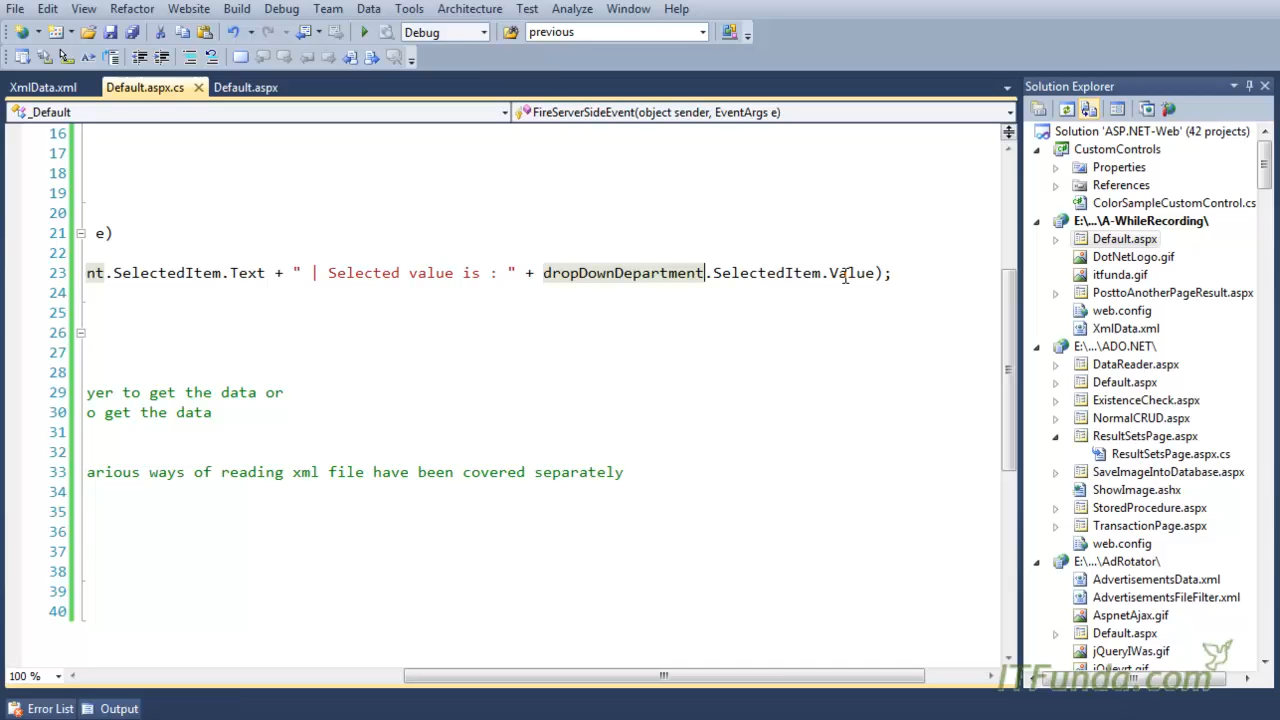 File Edit View Refactor Website Build Debug Team Data Tools Architecture Test Analyze Window Help
Debug previous
XmlData.xml Default.aspx.cs Default.aspx
_Default FireServerSideEvent(object sender, EventArgs e)
16
17
18
19
20
21 e)
22
23 nt.SelectedItem.Text + " | Selected value is : " + dropDownDepartment.SelectedItem.Value);
24
25
26
27
28
29 yer to get the data or
30 o get the data
31
32
33 arious ways of reading xml file have been covered separately
34
35
36
37
38
39
40
100 %
Error List Output
Solution Explorer
Solution 'ASP.NET-Web' (42 projects)
CustomControls
Properties
References
ColorSampleCustomControl.cs
E:\...\A-WhileRecording\
Default.aspx
DotNetLogo.gif
itfunda.gif
PosttoAnotherPageResult.aspx
web.config
XmlData.xml
E:\...\ADO.NET\
DataReader.aspx
Default.aspx
ExistenceCheck.aspx
NormalCRUD.aspx
ResultSetsPage.aspx
ResultSetsPage.aspx.cs
SaveImageIntoDatabase.aspx
ShowImage.ashx
StoredProcedure.aspx
TransactionPage.aspx
web.config
E:\...\AdRotator\
AdvertisementsData.xml
AdvertisementsFileFilter.xml
AspnetAjax.gif
Default.aspx
jQueryIWas.gif
ITFunda.com